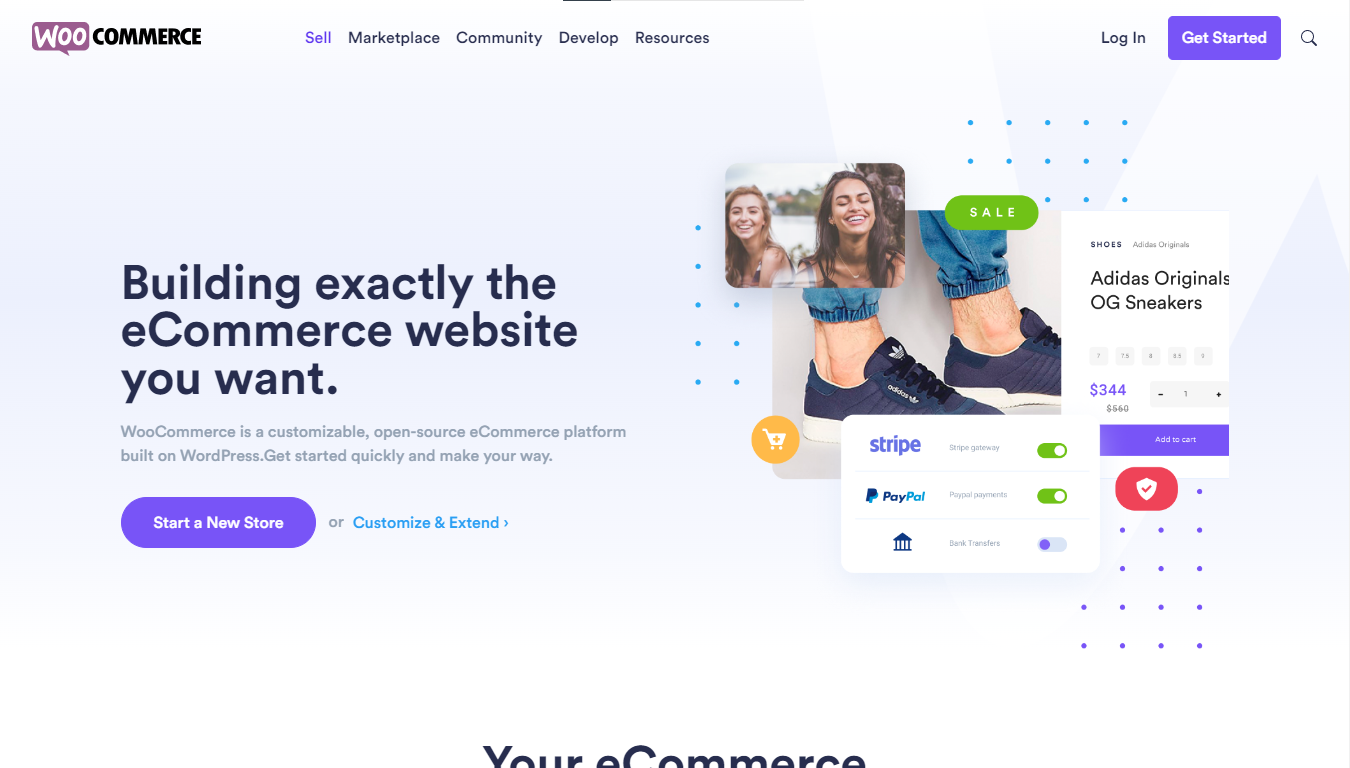 WOO COMMERCE
Sell Marketplace Community Develop Resources
Log In Get Started
Building exactly the
eCommerce website
you want.
WooCommerce is a customizable, open-source eCommerce platform
built on WordPress.Get started quickly and make your way.
Start a New Store or Customize & Extend ›
SALE
SHOES Adidas Originals
Adidas Originals
OG Sneakers
7 7.5 8 8.5 9
$344
$560
– 1 +
Add to cart
adidas
stripe Stripe gateway
PayPal Paypal payments
Bank Transfers
Your eCommerce